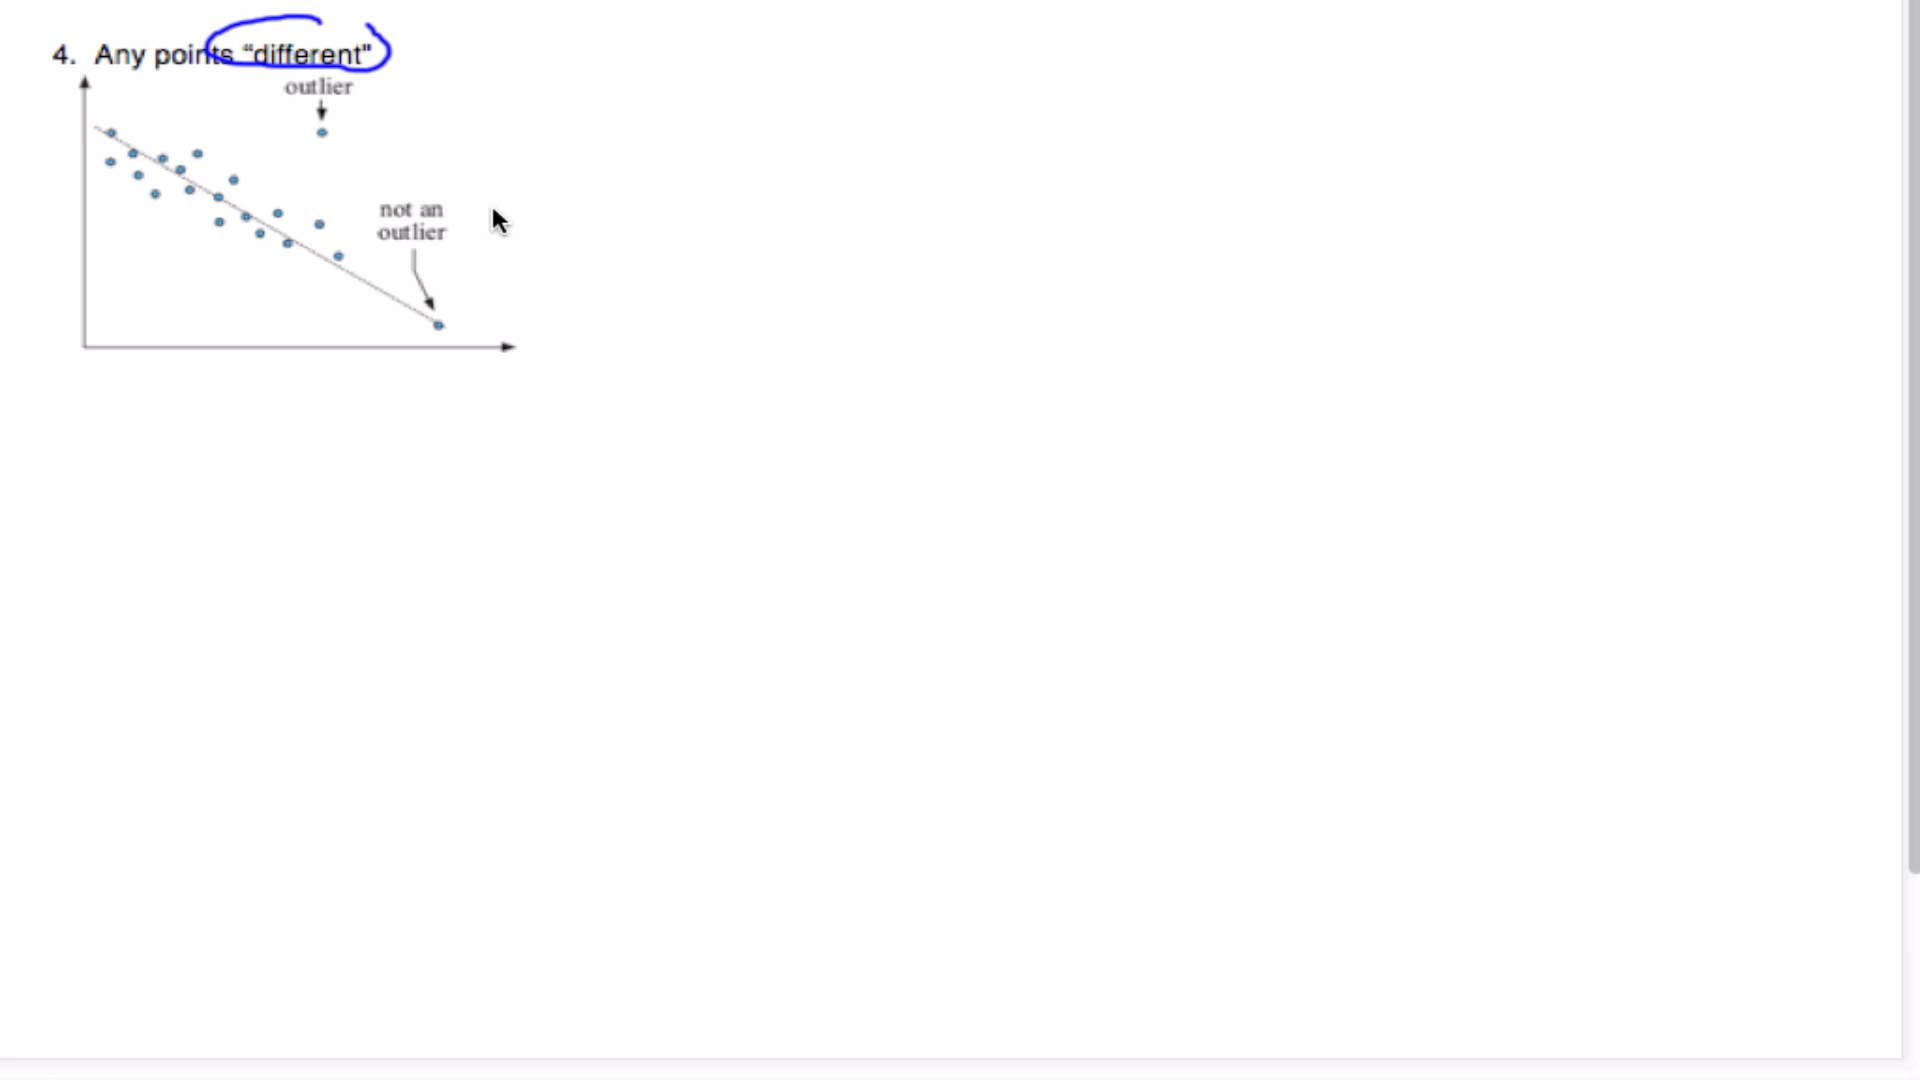 4. Any points “different"
outlier
not an
outlier